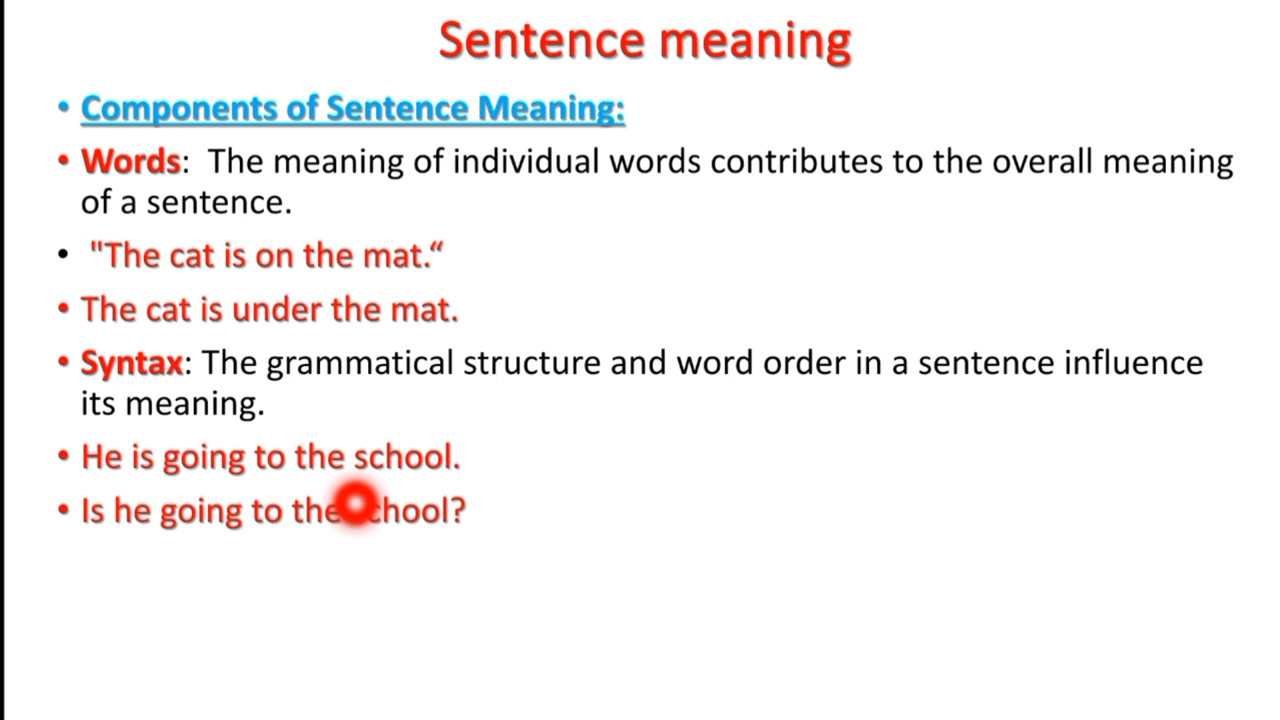 Sentence meaning
• Components of Sentence Meaning:
• Words: The meaning of individual words contributes to the overall meaning
of a sentence.
• "The cat is on the mat.“
• The cat is under the mat.
• Syntax: The grammatical structure and word order in a sentence influence
its meaning.
• He is going to the school.
• Is he going to the school?